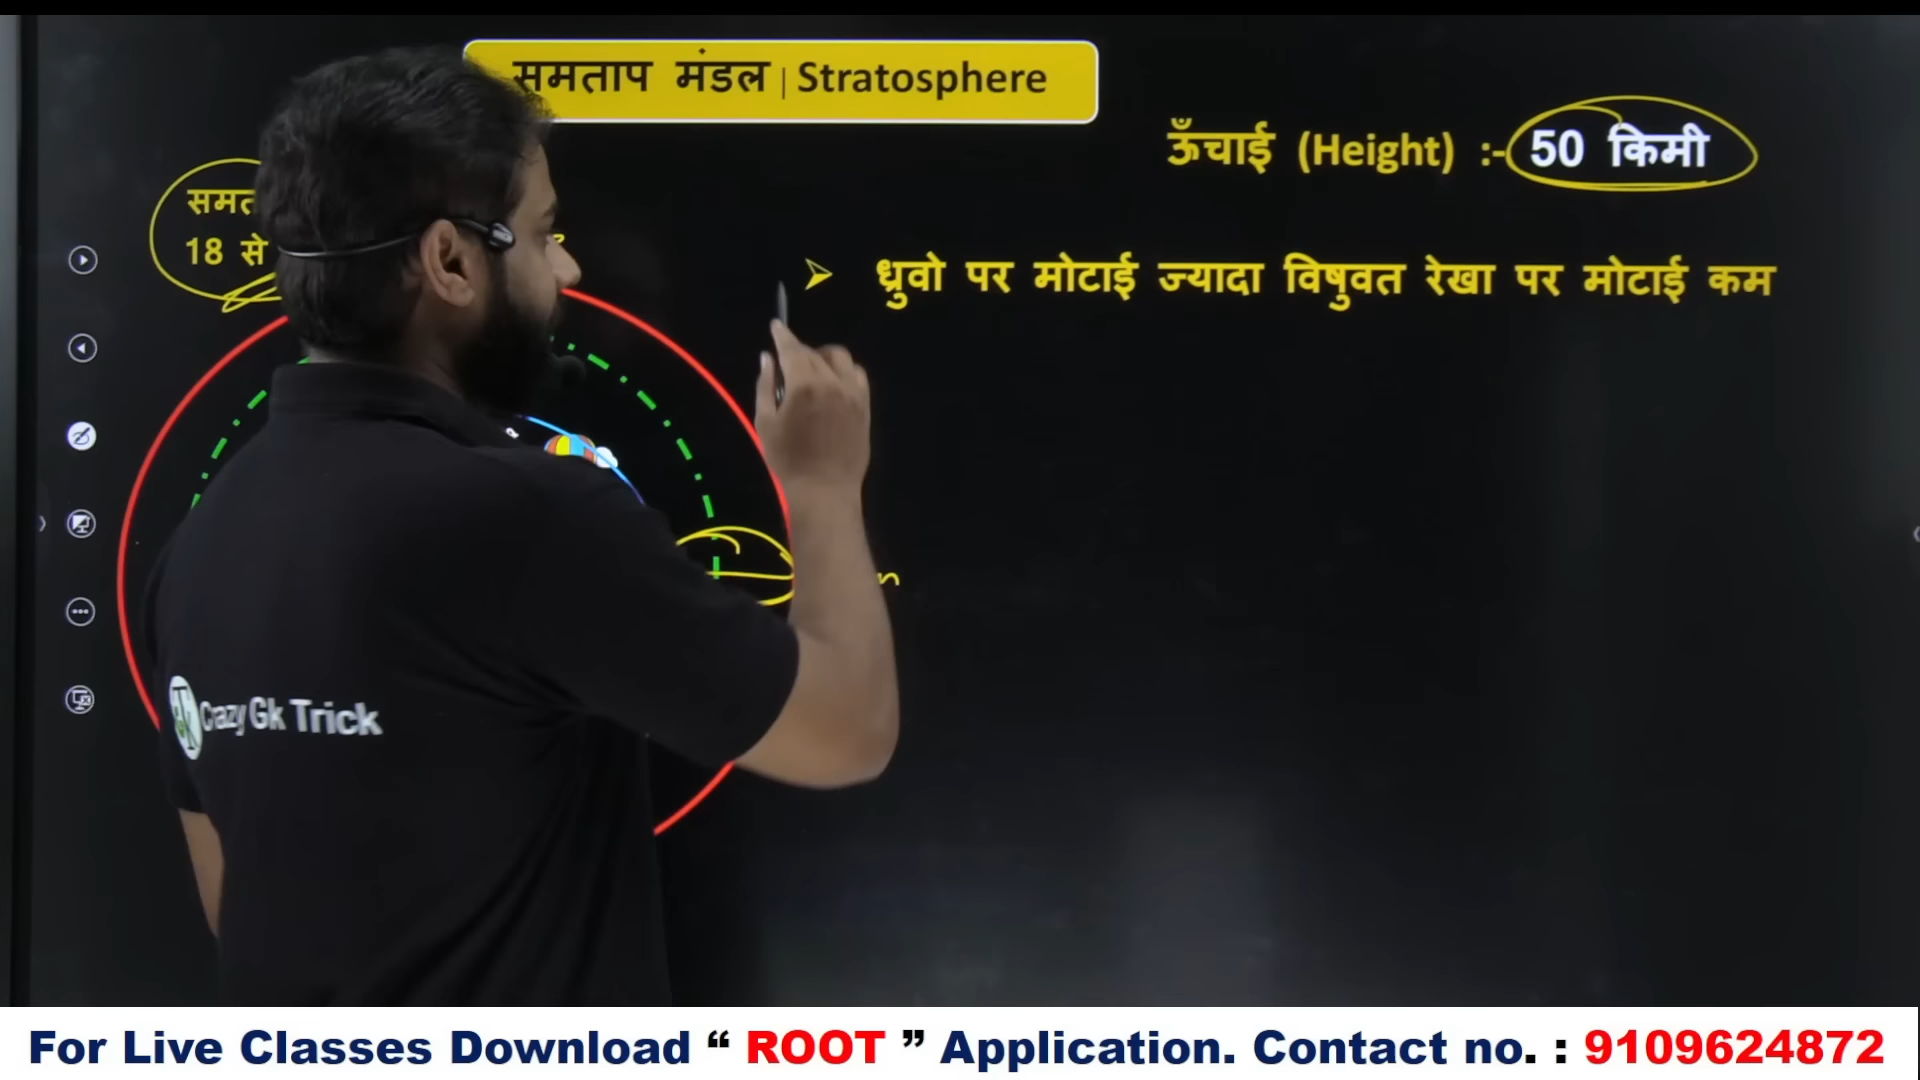 समताप मंडल | Stratosphere
ऊँचाई (Height) :- 50 किमी
18 से
➢ ध्रुवो पर मोटाई ज्यादा विषुवत रेखा पर मोटाई कम
Crazy Gk Trick
For Live Classes Download “ ROOT ” Application. Contact no. : 9109624872